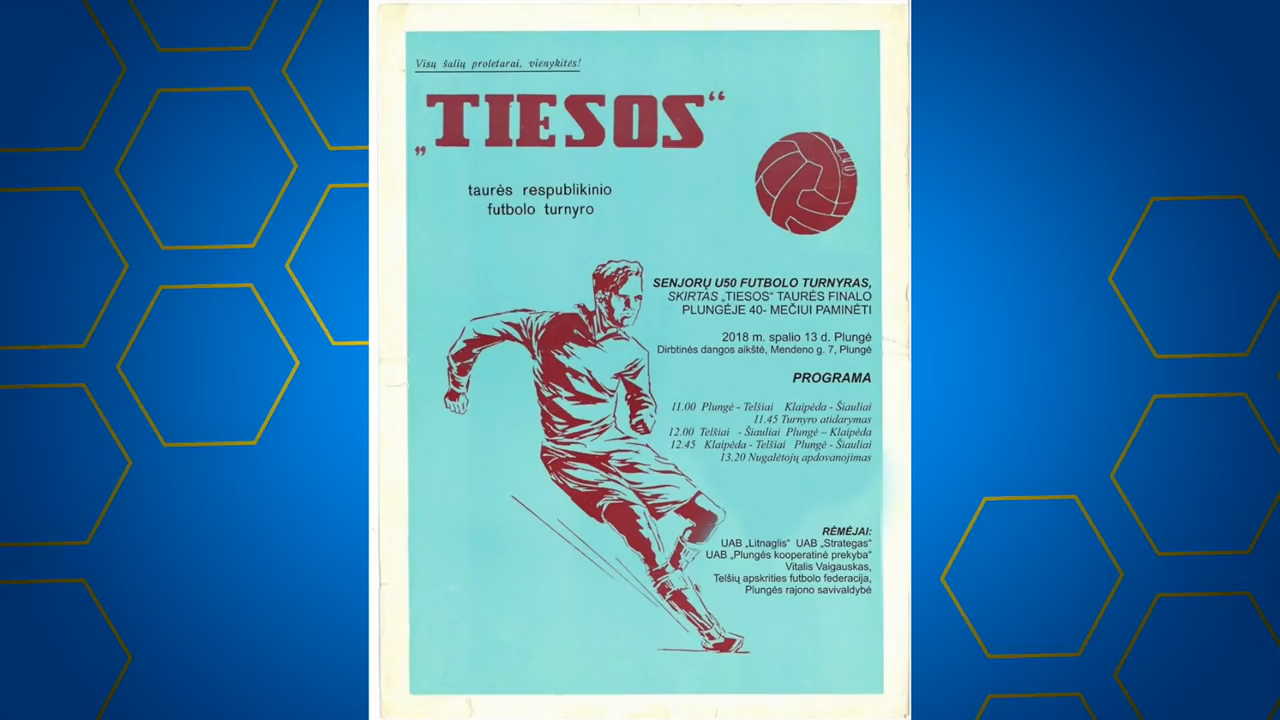 Visų šalių proletarai, vienykitės!
„TIESOS“
taurės respublikinio
futbolo turnyro
SENJORŲ U50 FUTBOLO TURNYRAS,
SKIRTAS „TIESOS“ TAURĖS FINALO
PLUNGĖJE 40- MEČIUI PAMINĖTI
2018 m. spalio 13 d. Plungė
Dirbtinės dangos aikštė, Mendeno g. 7, Plungė
PROGRAMA
11.00 Plungė - Telšiai Klaipėda - Šiauliai
11.45 Turnyro atidarymas
12.00 Telšiai - Šiauliai Plungė – Klaipėda
12.45 Klaipėda - Telšiai Plungė - Šiauliai
13.20 Nugalėtojų apdovanojimas
RĖMĖJAI:
UAB „Litnaglis“ UAB „Strategas“
UAB „Plungės kooperatinė prekyba“
Vitalis Vaigauskas,
Telšių apskrities futbolo federacija,
Plungės rajono savivaldybė